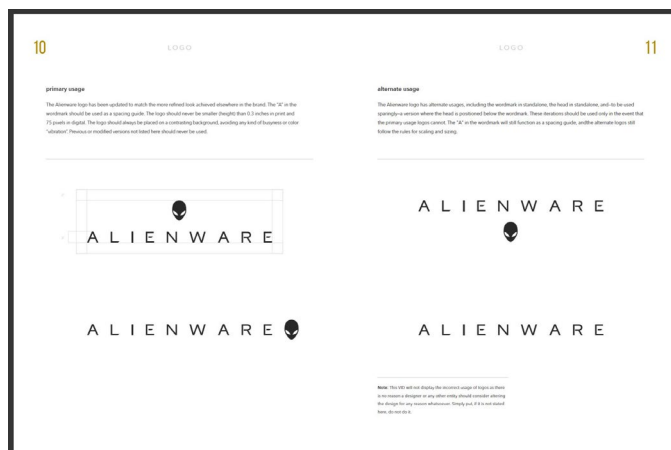 10
LOGO
primary usage
The Alienware logo has been updated to match the more refined look achieved elsewhere in the brand. The "A" in the
wordmark should be used as a spacing guide. The logo should never be smaller (height) than 0.3 inches in print and
75 pixels in digital. The logo should always be placed on a contrasting background, avoiding any kind of busyness or color
"vibration". Previous or modified versions not listed here should never be used.
ALIENWARE
ALIENWARE
LOGO
11
alternate usage
The Alienware logo has alternate usages, including the wordmark in standalone, the head in standalone, and–to be used
sparingly–a version where the head is positioned below the wordmark. These iterations should be used only in the event that
the primary usage logos cannot. The "A" in the wordmark will still function as a spacing guide, andthe alternate logos still
follow the rules for scaling and sizing.
ALIENWARE
ALIENWARE
Note: This VBI will not display the incorrect usage of logos as there
is no reason a designer or any other entity should consider altering
the design for any reason whatsoever. Simply put, if it is not stated
here, do not do it.